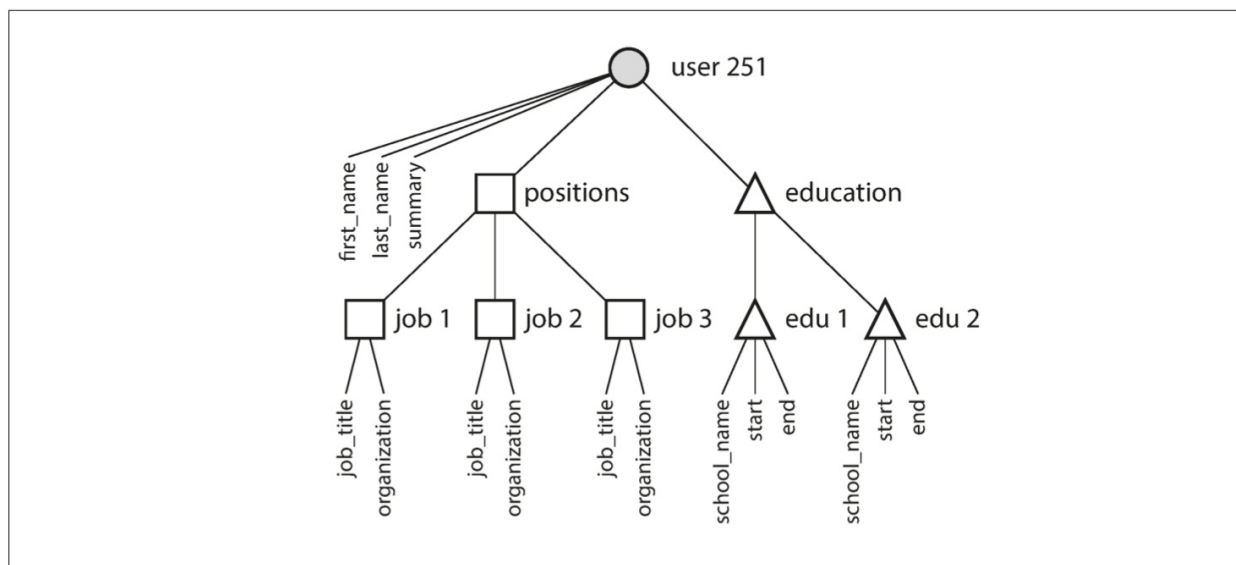 user 251
first_name
last_name
summary
positions
education
job 1
job 2
job 3
edu 1
edu 2
job_title
organization
job_title
organization
job_title
organization
school_name
start
end
school_name
start
end